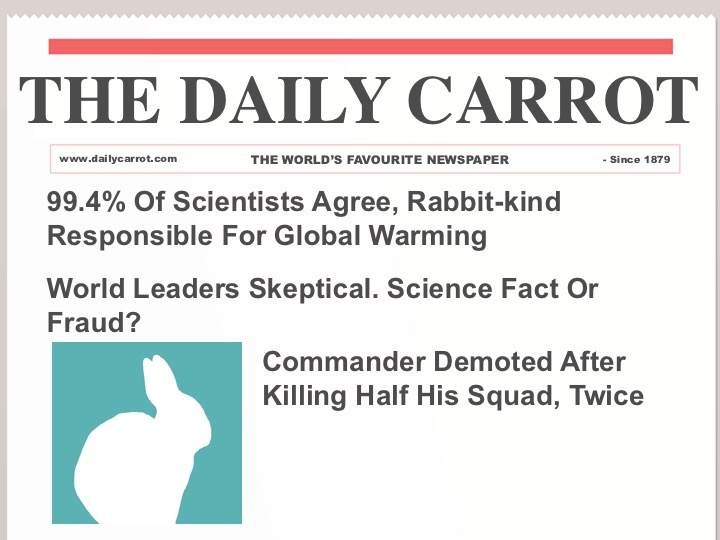 THE DAILY CARROT
www.dailycarrot.com THE WORLD'S FAVOURITE NEWSPAPER - Since 1879
99.4% Of Scientists Agree, Rabbit-kind
Responsible For Global Warming
World Leaders Skeptical. Science Fact Or
Fraud?
Commander Demoted After
Killing Half His Squad, Twice